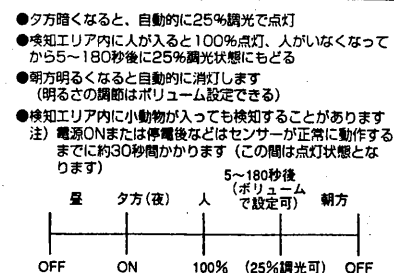 ●夕方暗くなると、自動的に25%調光で点灯
●検知エリア内に人が入ると100%点灯、人がいなくなって
から5～180秒後に25%調光状態にもどる
●朝方明るくなると自動的に消灯します
(明るさの調節はボリューム設定できる)
●検知エリア内に小動物が入っても検知することがあります
注) 電源ONまたは停電後などはセンサーが正常に動作する
までに約30秒間かかります (この間は点灯状態とな
ります)
5～180秒後
(ボリューム
で設定可)
昼 夕方(夜) 人 朝方
OFF ON 100% (25%調光可) OFF